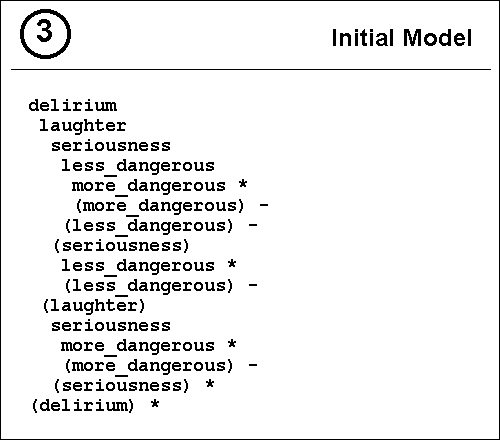 3
Initial Model
delirium
laughter
seriousness
less_dangerous
more_dangerous *
(more_dangerous) -
(less_dangerous) -
(seriousness)
less_dangerous *
(less_dangerous) -
(laughter)
seriousness
more_dangerous *
(more_dangerous) -
(seriousness) *
(delirium) *